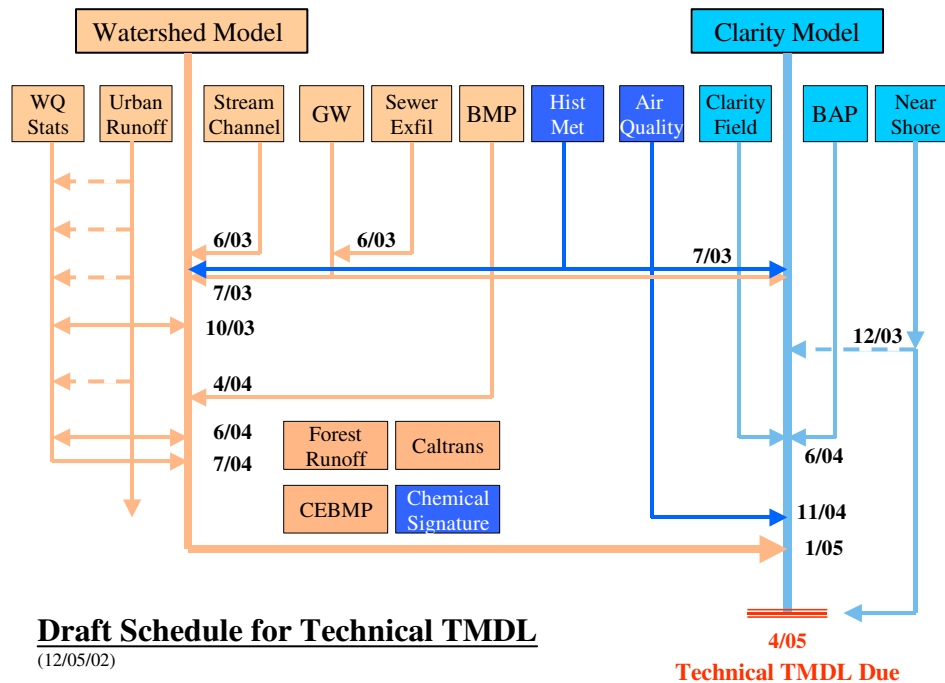 Watershed Model
Clarity Model
WQ
Stats
Urban
Runoff
Stream
Channel
GW
Sewer
Exfil
BMP
Hist
Met
Air
Quality
Clarity
Field
BAP
Near
Shore
6/03
6/03
7/03
7/03
10/03
12/03
4/04
6/04
7/04
Forest
Runoff
Caltrans
6/04
CEBMP
Chemical
Signature
11/04
1/05
Draft Schedule for Technical TMDL
(12/05/02)
4/05
Technical TMDL Due